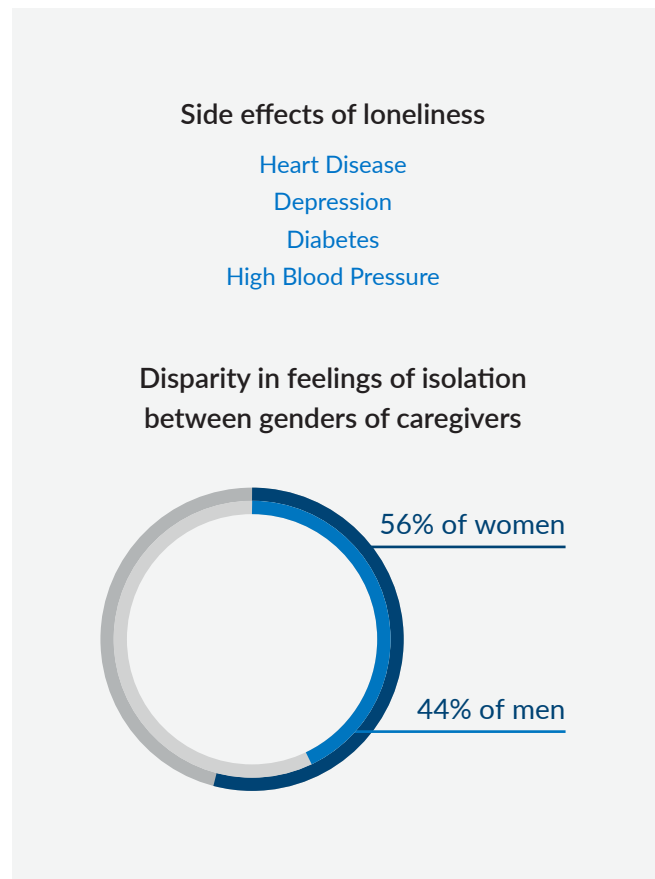 Side effects of loneliness
Heart Disease
Depression
Diabetes
High Blood Pressure
Disparity in feelings of isolation
between genders of caregivers
56% of women
44% of men